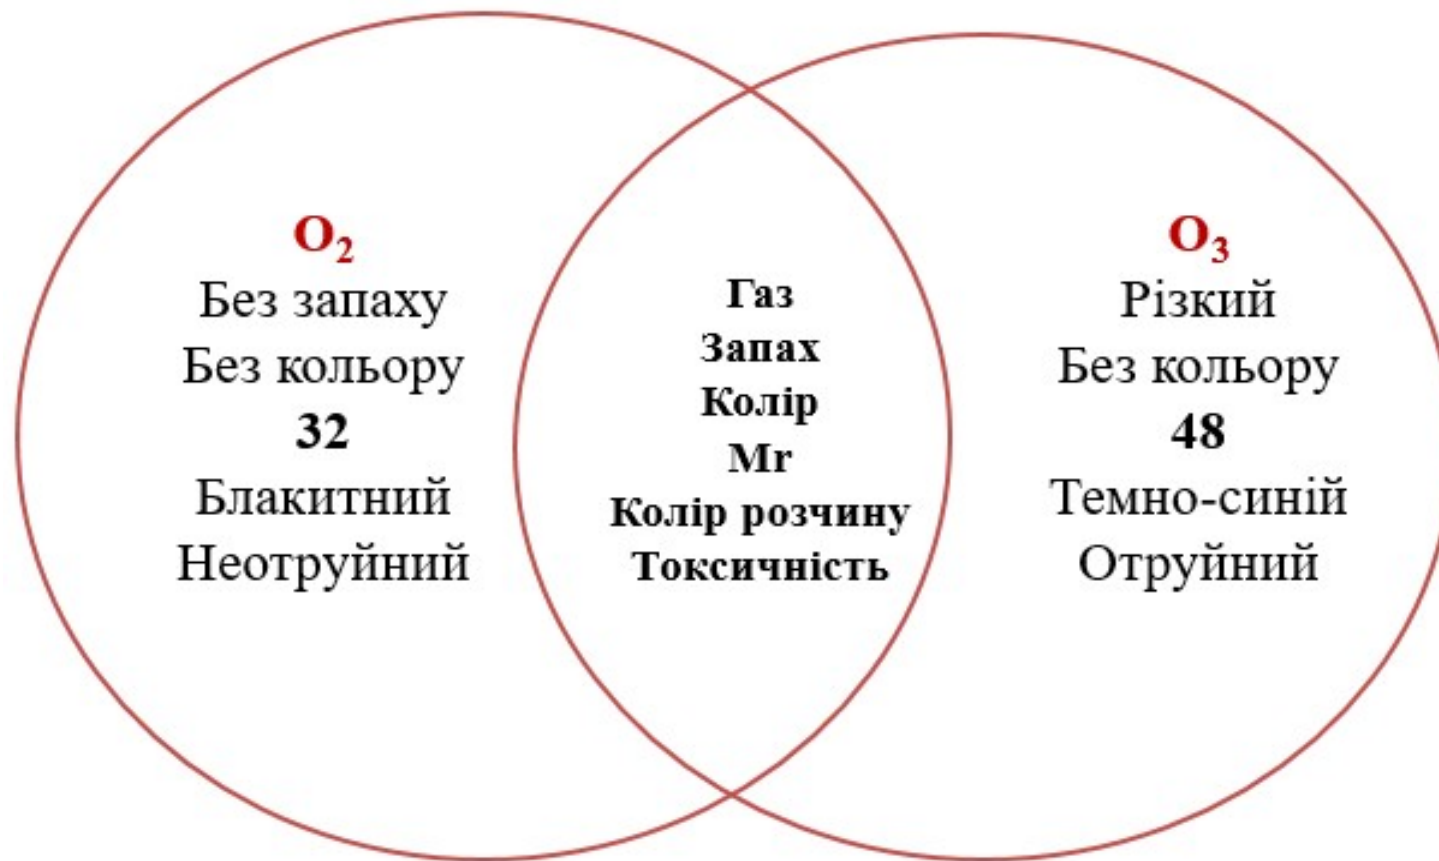 O₂
Без запаху
Без кольору
32
Блакитний
Неотруйний
Газ
Запах
Колір
Mr
Колір розчину
Токсичність
O₃
Різкий
Без кольору
48
Темно-синій
Отруйний